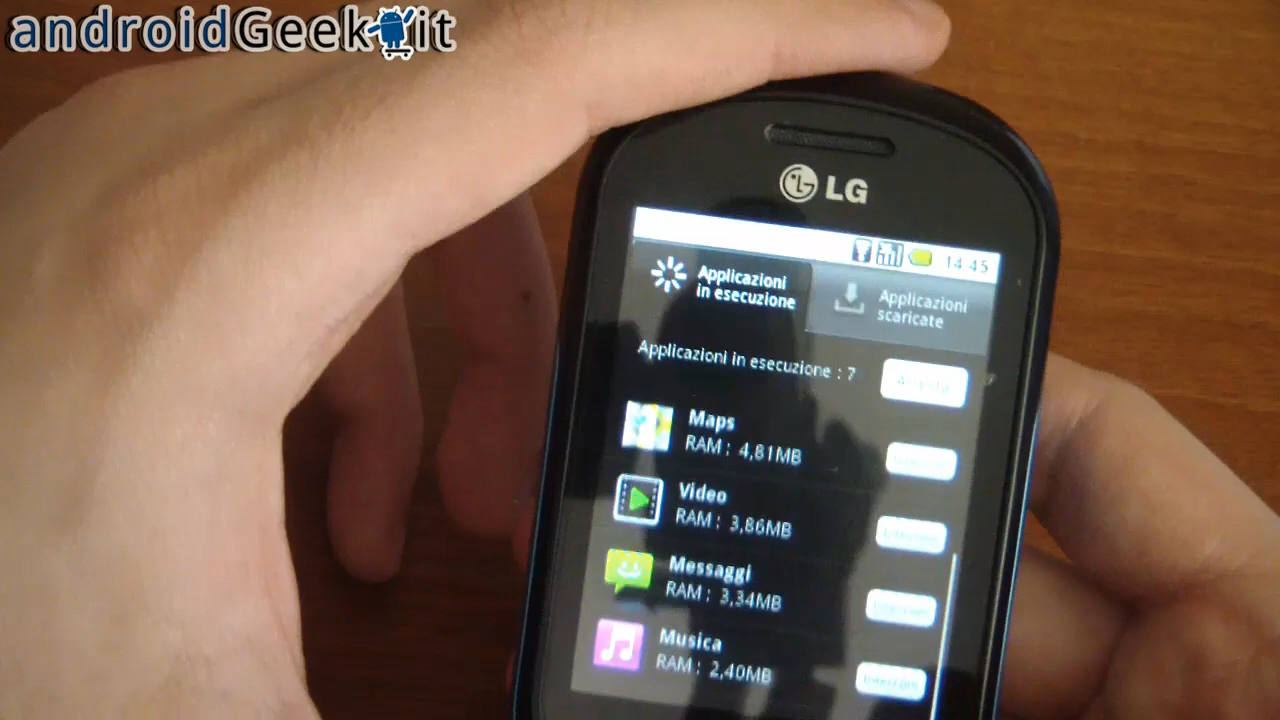 androidGeek it
LG
14:45
Applicazioni
in esecuzione
Applicazioni
scaricate
Applicazioni in esecuzione : 7
Maps
RAM : 4,81MB
Video
RAM : 3,86MB
Messaggi
RAM : 3,34MB
Musica
RAM : 2,40MB